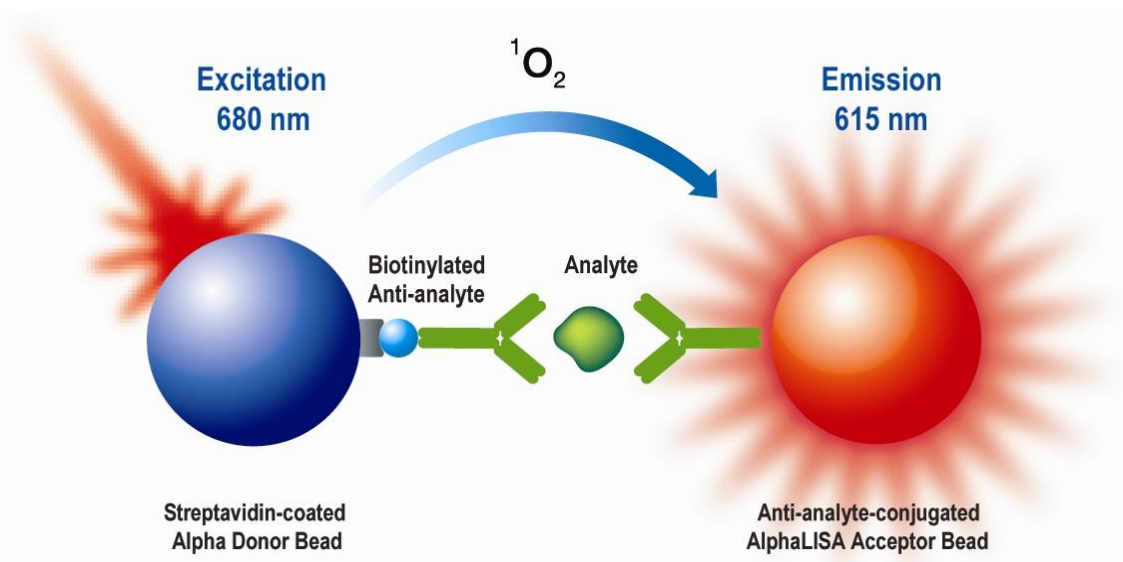 Excitation
680 nm
¹O₂
Emission
615 nm
Biotinylated
Anti-analyte
Analyte
Streptavidin-coated
Alpha Donor Bead
Anti-analyte-conjugated
AlphaLISA Acceptor Bead